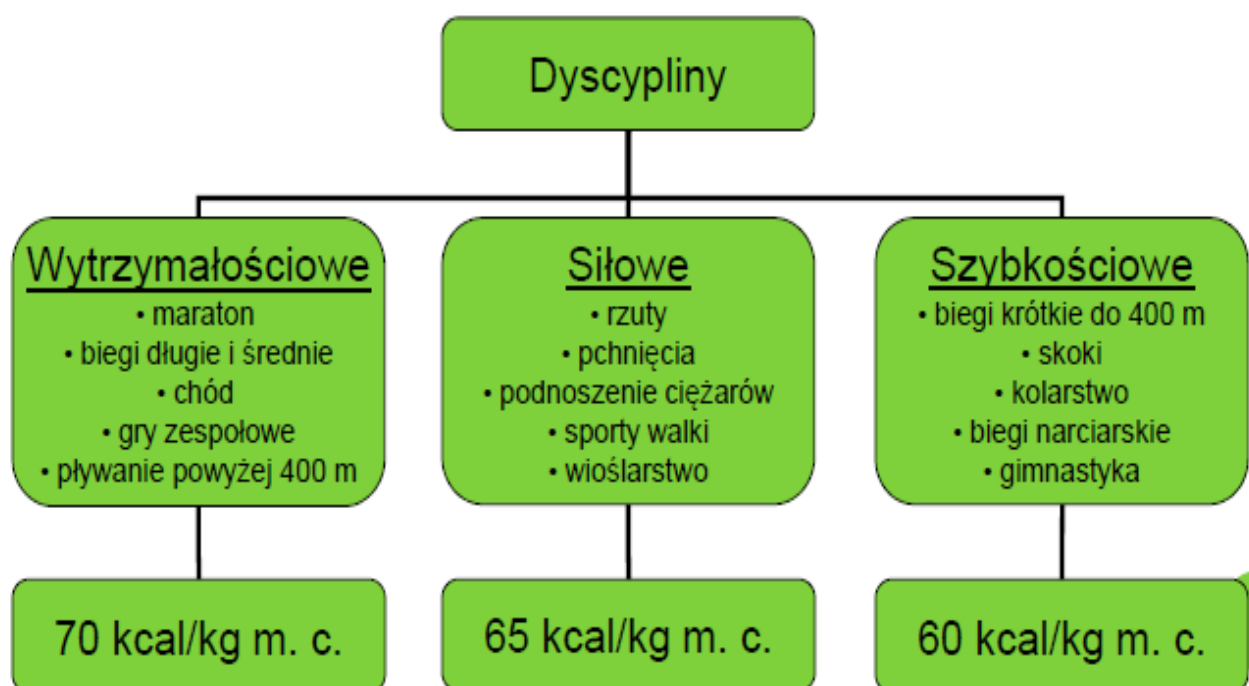 Dyscypliny
Wytrzymałościowe
• maraton
• biegi długie i średnie
• chód
• gry zespołowe
• pływanie powyżej 400 m
Siłowe
• rzuty
• pchnięcia
• podnoszenie ciężarów
• sporty walki
• wioślarstwo
Szybkościowe
• biegi krótkie do 400 m
• skoki
• kolarstwo
• biegi narciarskie
• gimnastyka
70 kcal/kg m. c.
65 kcal/kg m. c.
60 kcal/kg m. c.